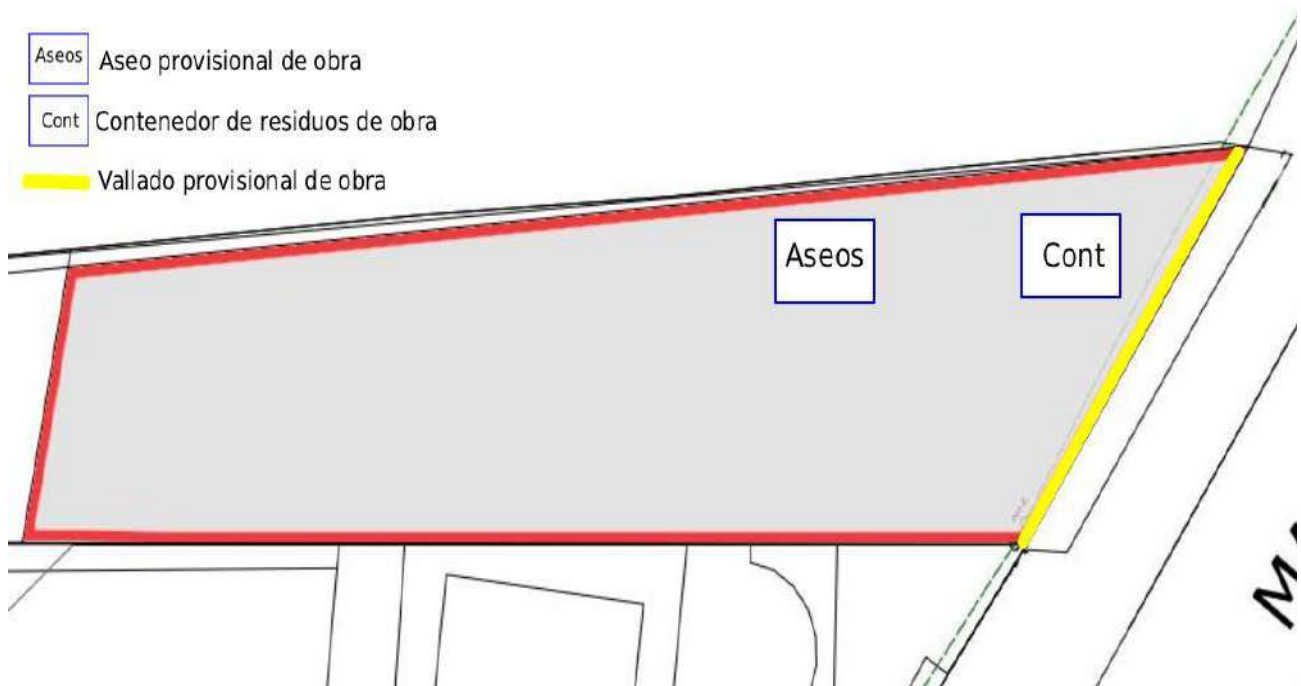 Aseos Aseo provisional de obra
Cont Contenedor de residuos de obra
Vallado provisional de obra
Aseos
Cont